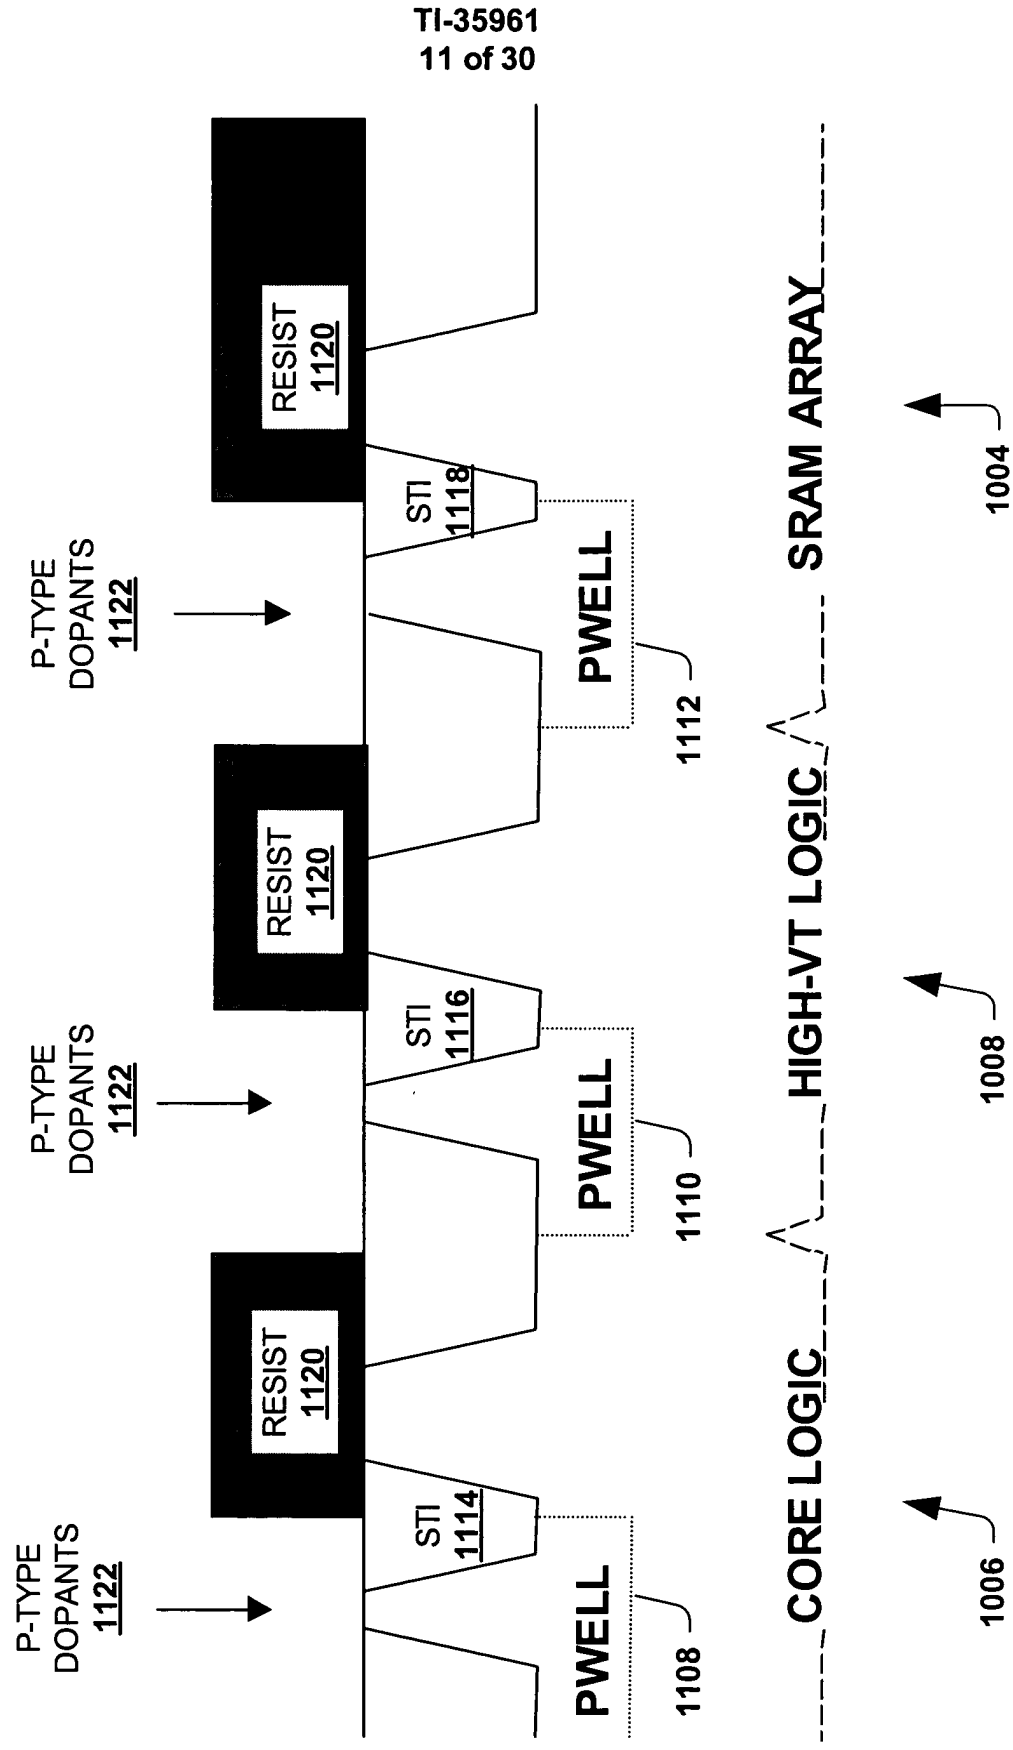 TI-35961
11 of 30
P-TYPE
DOPANTS
1122
P-TYPE
DOPANTS
1122
P-TYPE
DOPANTS
1122
RESIST
1120
RESIST
1120
RESIST
1120
STI
1114
STI
1116
STI
1118
PWELL
PWELL
PWELL
1108
1110
1112
CORE LOGIC
HIGH-VT LOGIC
SRAM ARRAY
1006
1008
1004